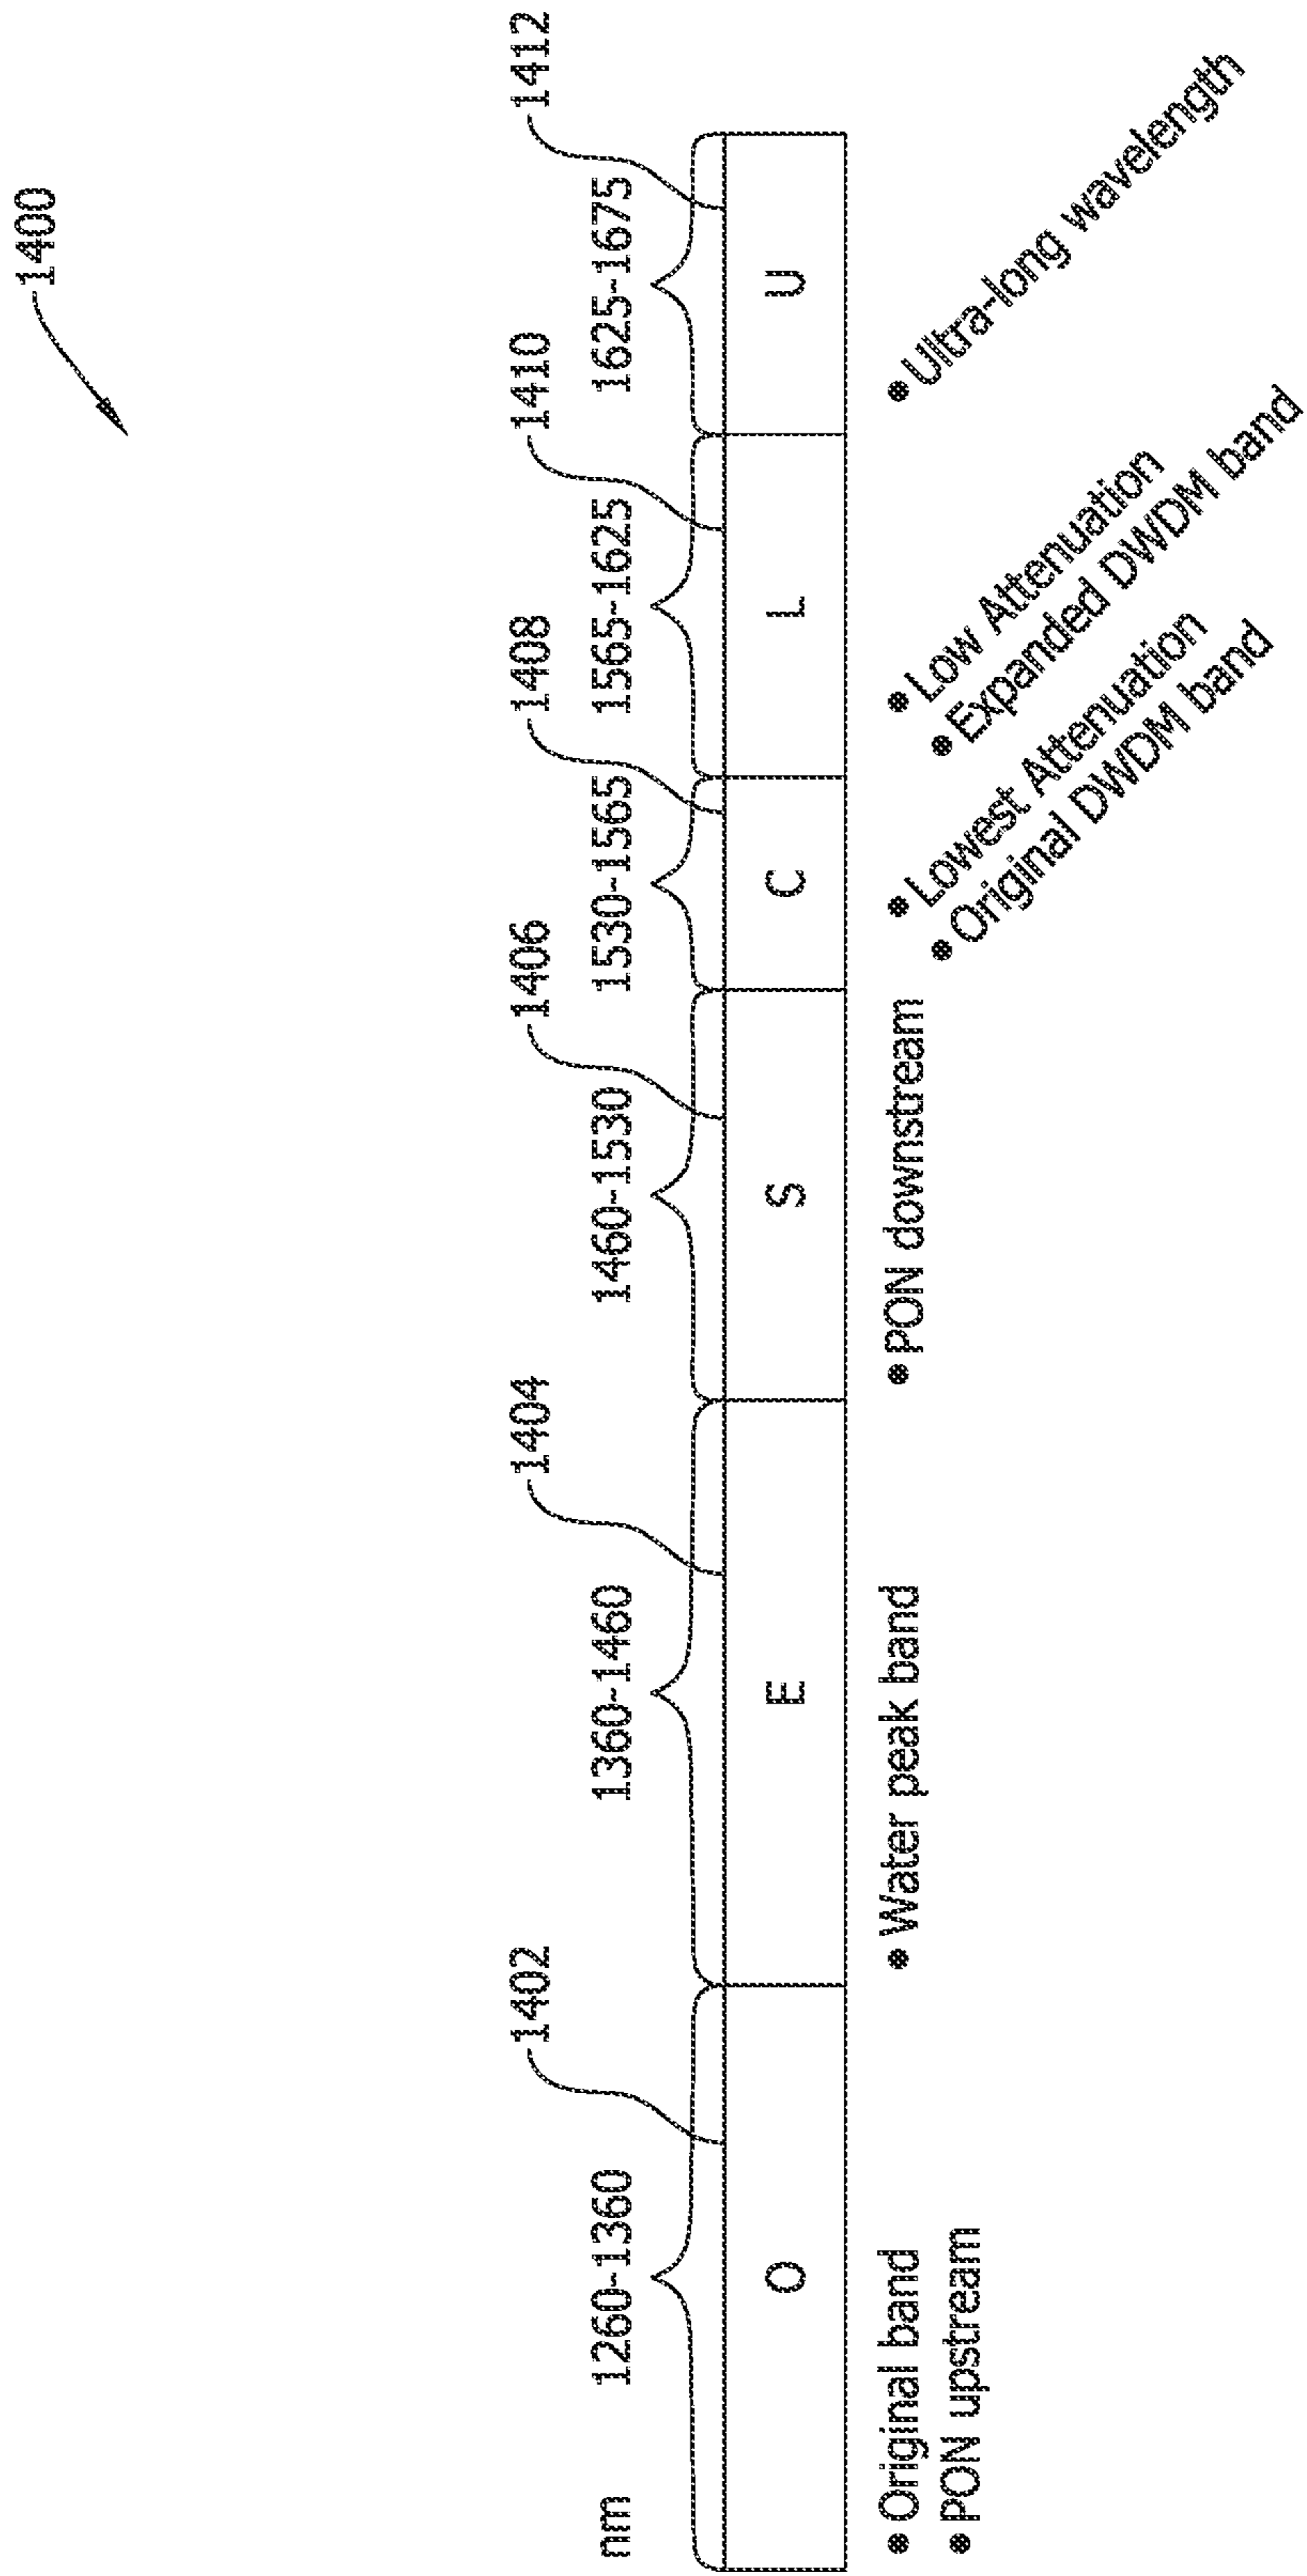 1400
1402
1404
1406
1408
1410
1412
nm
1260-1360
1360-1460
1460-1530
1530-1565
1565-1625
1625-1675
O
E
S
C
L
U
• Original band
• PON upstream
• Water peak band
• PON downstream
• Lowest Attenuation
• Original DWDM band
• Low Attenuation
• Expanded DWDM band
• Ultra-long wavelength